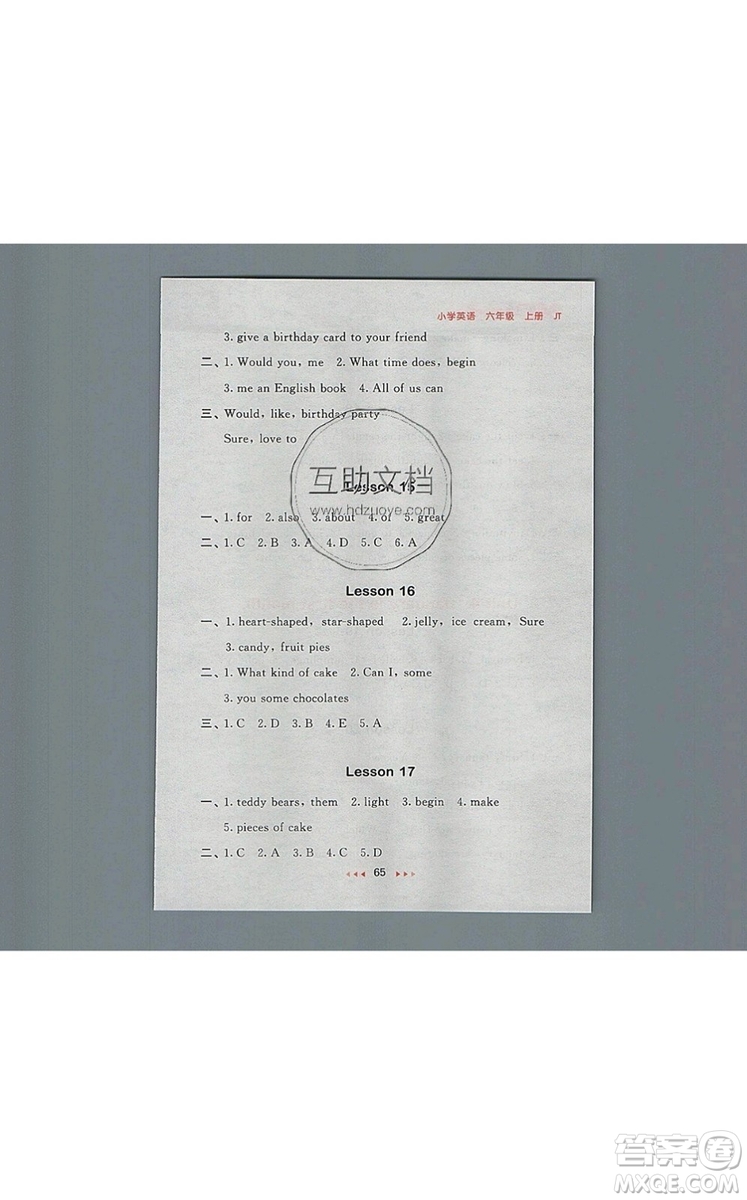 小学英语 六年级 上册 JT
3. give a birthday card to your friend
二、1. Would you, me 2. What time does, begin
3. me an English book 4. All of us can
三、Would, like, birthday party
Sure, love to
互助文档
www.hdzuoye.com
Lesson 15
一、1. for 2. also 3. about 4. of 5. great
二、1. C 2. B 3. A 4. D 5. C 6. A
Lesson 16
一、1. heart-shaped, star-shaped 2. jelly, ice cream, Sure
3. candy, fruit pies
二、1. What kind of cake 2. Can I, some
3. you some chocolates
三、1. C 2. D 3. B 4. E 5. A
Lesson 17
一、1. teddy bears, them 2. light 3. begin 4. make
5. pieces of cake
二、1. C 2. A 3. B 4. C 5. D
65
答案圈
MXQE.COM